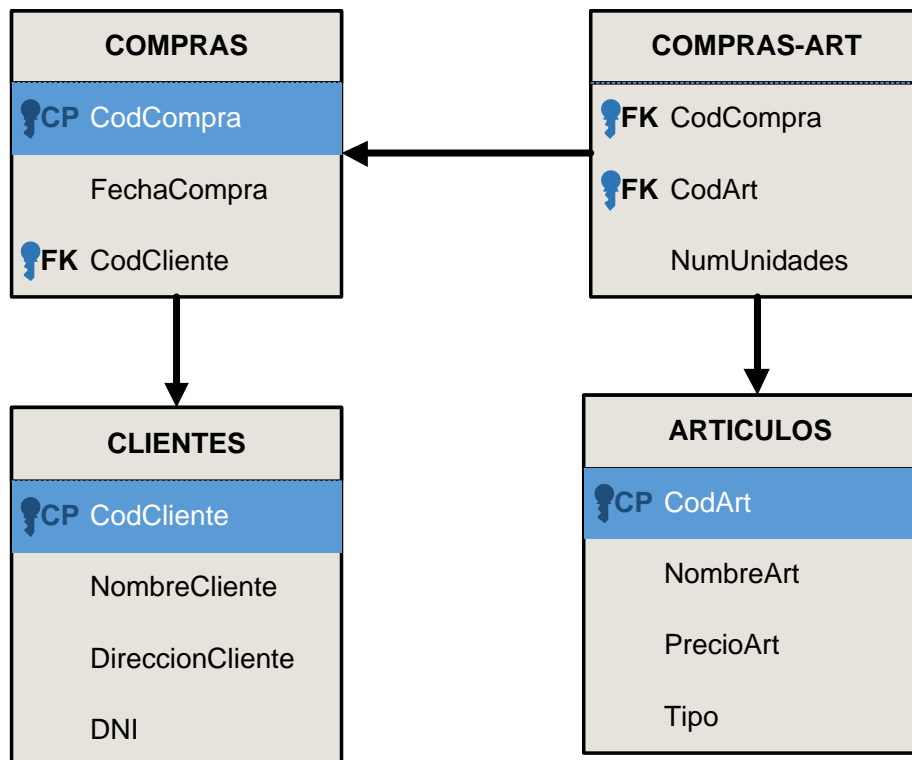 COMPRAS
CP CodCompra
FechaCompra
FK CodCliente
COMPRAS-ART
FK CodCompra
FK CodArt
NumUnidades
CLIENTES
CP CodCliente
NombreCliente
DireccionCliente
DNI
ARTICULOS
CP CodArt
NombreArt
PrecioArt
Tipo